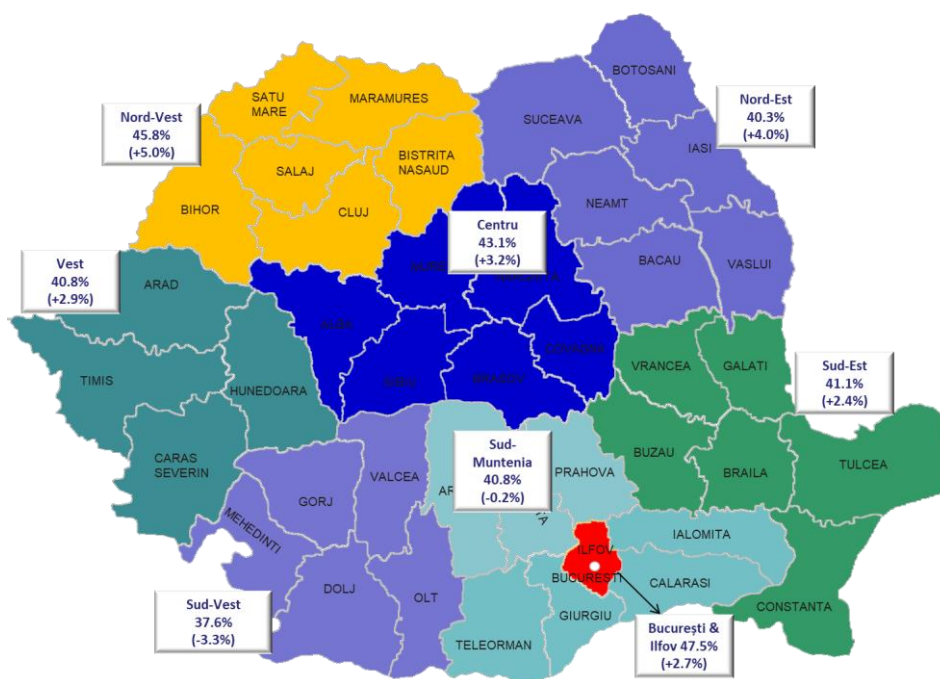 BOTOSANI
SATU
MARE
MARAMURES
SUCEAVA
Nord-Vest
45.8%
(+5.0%)
Nord-Est
40.3%
(+4.0%)
IASI
SALAJ
BISTRITA
NASAUD
BIHOR
CLUJ
NEAMT
Centru
43.1%
(+3.2%)
BACAU
VASLUI
Vest
40.8%
(+2.9%)
ARAD
ALBA
COVASNA
SIBIU
BRASOV
TIMIS
HUNEDOARA
VRANCEA
GALATI
Sud-Est
41.1%
(+2.4%)
CARAS
SEVERIN
VALCEA
Sud-
Muntenia
40.8%
(-0.2%)
PRAHOVA
BUZAU
BRAILA
TULCEA
GORJ
MEHEDINTI
IALOMITA
ILFOV
BUCURESTI
CALARASI
DOLJ
OLT
GIURGIU
CONSTANTA
TELEORMAN
Sud-Vest
37.6%
(-3.3%)
București &
Ilfov 47.5%
(+2.7%)